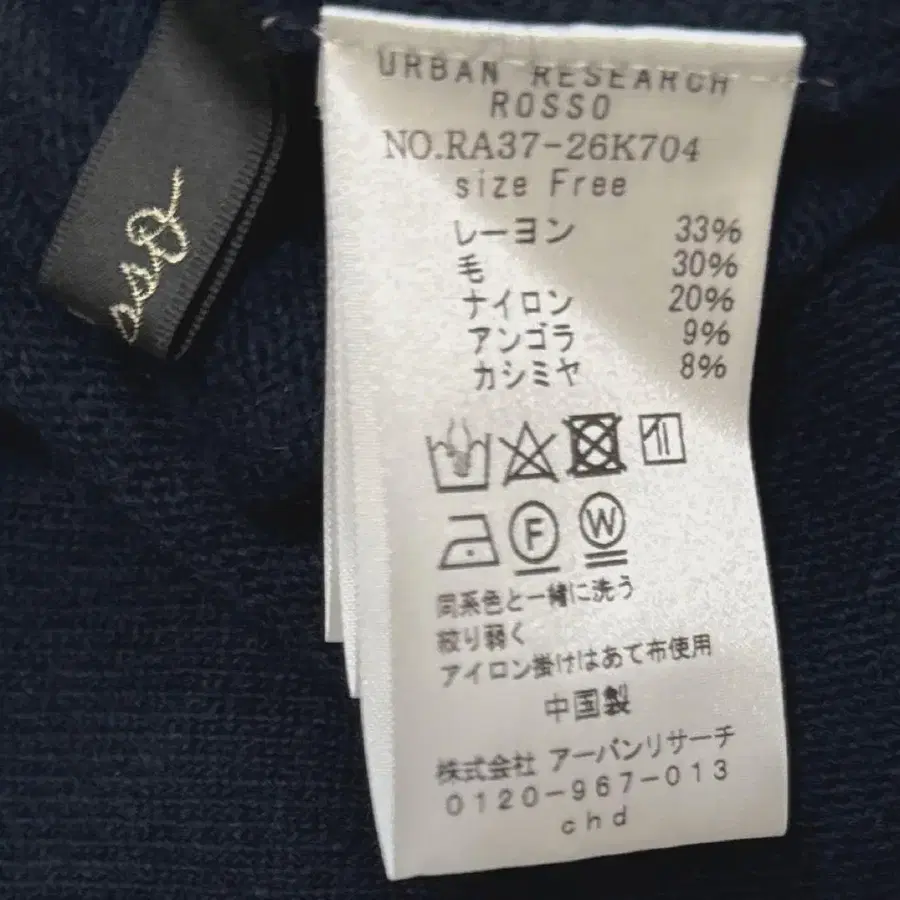 URBAN RESEARCH
ROSSO
NO.RA37-26K704
size Free
レーヨン 33%
毛 30%
ナイロン 20%
アンゴラ 9%
カシミヤ 8%
F W
同系色と一緒に洗う
絞り弱く
アイロン掛けはあて布使用
中国製
株式会社 アーバンリサーチ
0120-967-013
chd